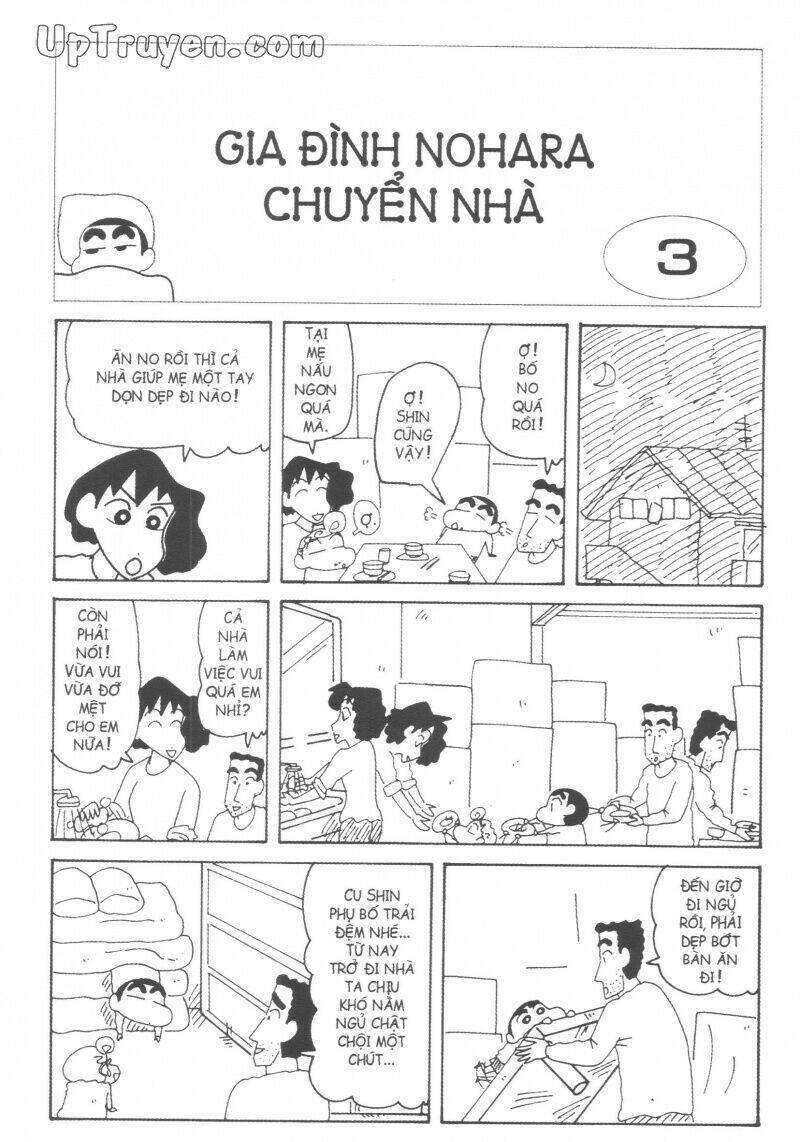 UpTruyen.com
GIA ĐÌNH NOHARA
CHUYỂN NHÀ
3
Ợ!
BỐ
NO
QUÁ
RỒI!
Ợ!
SHIN
CŨNG
VẬY!
Ợ.
TẠI
MẸ
NẤU
NGON
QUÁ
MÀ.
ĂN NO RỒI THÌ CẢ
NHÀ GIÚP MẸ MỘT TAY
DỌN DẸP ĐI NÀO!
CẢ
NHÀ
LÀM
VIỆC VUI
QUÁ EM
NHỈ?
CÒN
PHẢI
NÓI!
VỪA VUI
VỪA ĐỠ
MỆT
CHO EM
NỮA!
ĐẾN GIỜ
ĐI NGỦ
RỒI, PHẢI
DẸP BỚT
BÀN ĂN
ĐI!
CU SHIN
PHỤ BỐ TRẢI
ĐỆM NHÉ...
TỪ NAY
TRỞ ĐI NHÀ
TA CHỊU
KHÓ NẰM
NGỦ CHẬT
CHỘI MỘT
CHÚT...